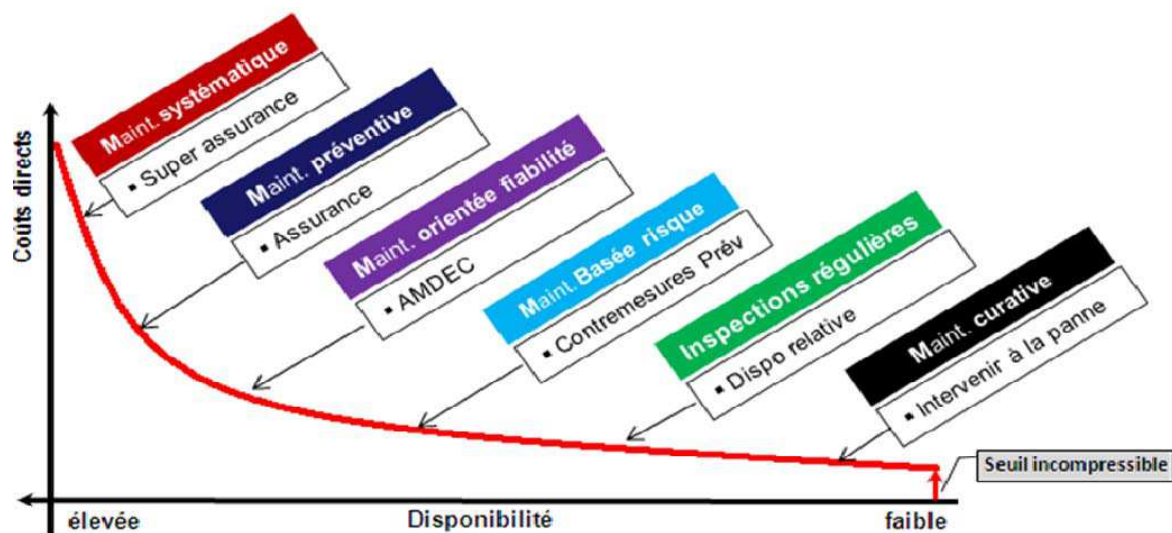 Maint. systématique
▪ Super assurance
Maint. préventive
▪ Assurance
Maint. orientée fiabilité
▪ AMDEC
Maint. Basée risque
▪ Contremesures Prév
Inspections régulières
▪ Dispo relative
Maint. curative
▪ Intervenir à la panne
Coûts directs
Seuil incompressible
élevée
Disponibilité
faible